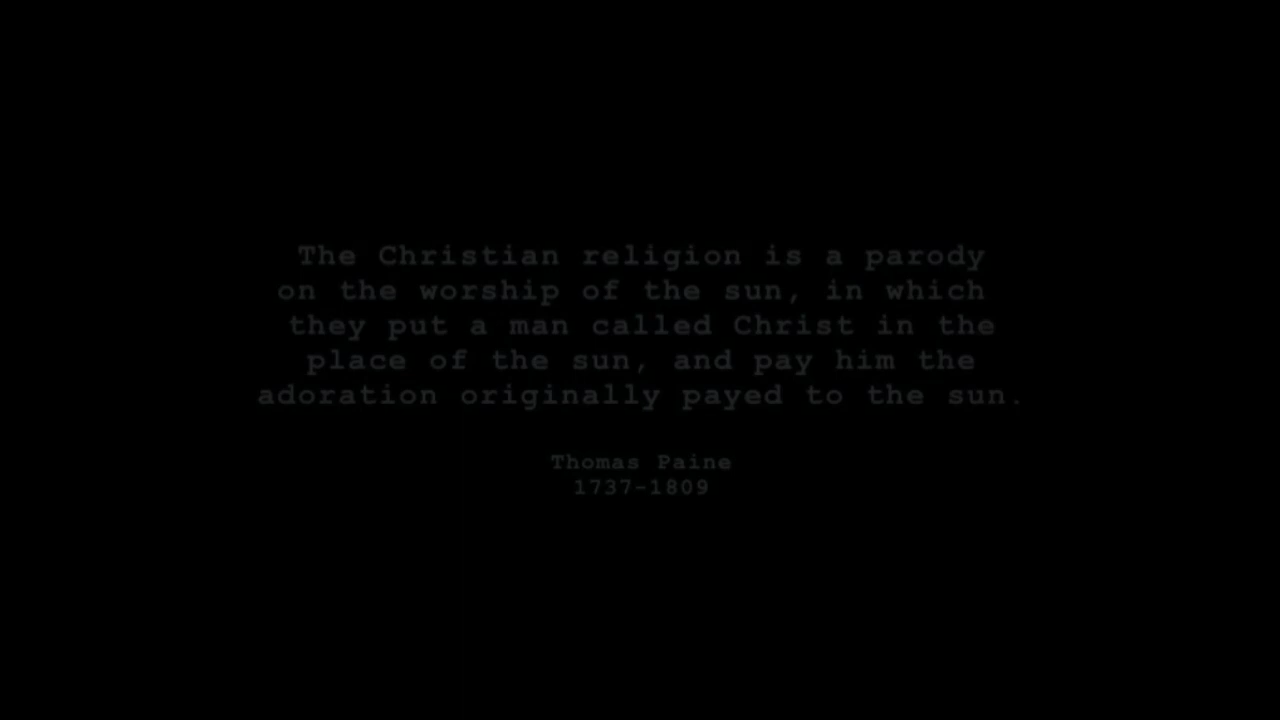 The Christian religion is a parody
on the worship of the sun, in which
they put a man called Christ in the
place of the sun, and pay him the
adoration originally payed to the sun.
Thomas Paine
1737-1809